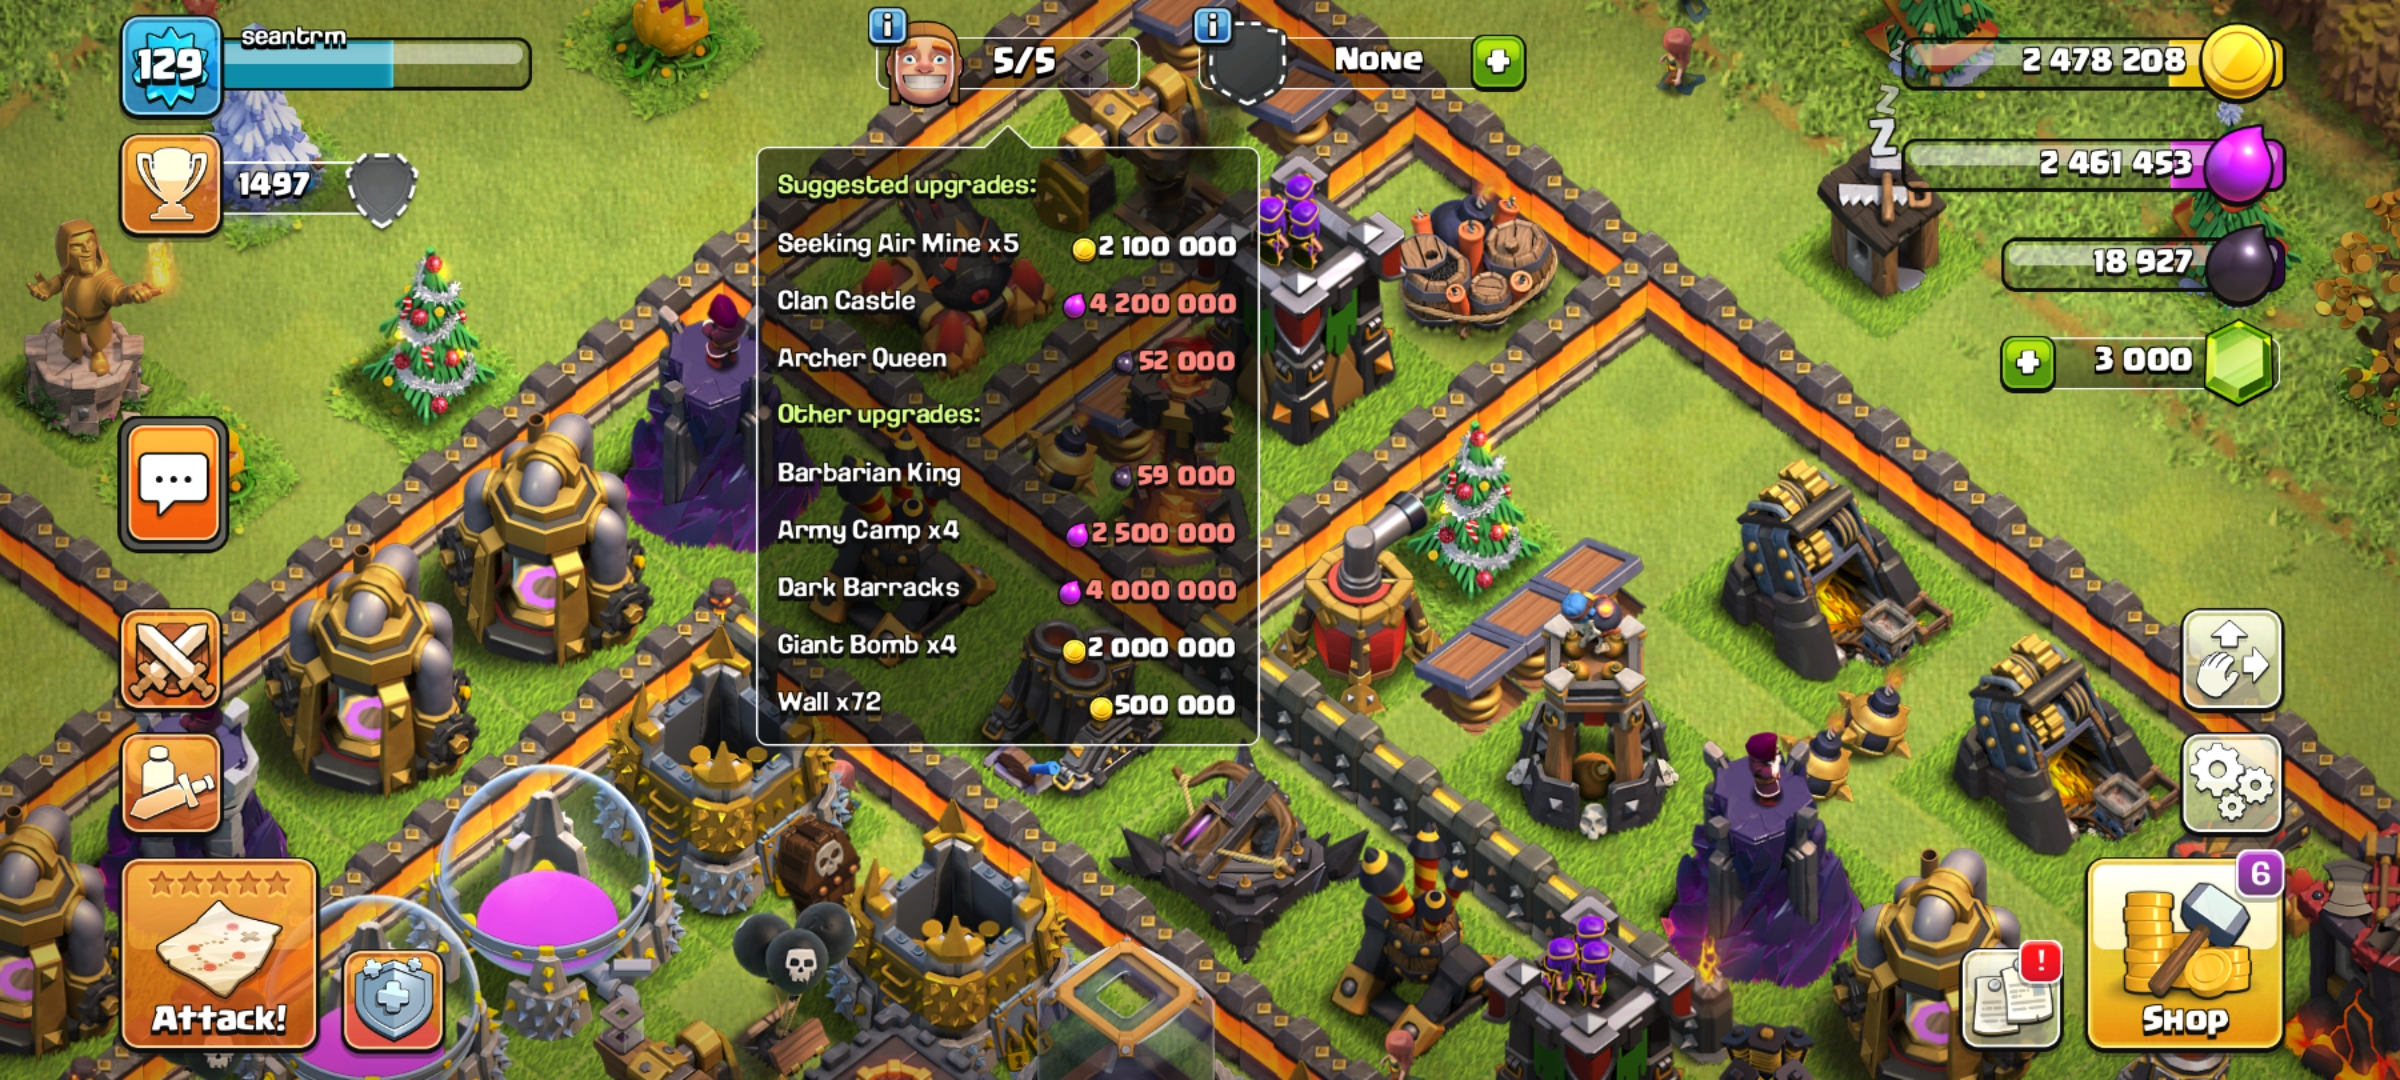 129
seantrm
5/5
None
2 478 208
1497
2 461 453
18 927
3 000
Z
Z
Suggested upgrades:
Seeking Air Mine x5 2 100 000
Clan Castle 4 200 000
Archer Queen 52 000
Other upgrades:
Barbarian King 59 000
Army Camp x4 2 500 000
Dark Barracks 4 000 000
Giant Bomb x4 2 000 000
Wall x72 500 000
Attack!
6
!
Shop